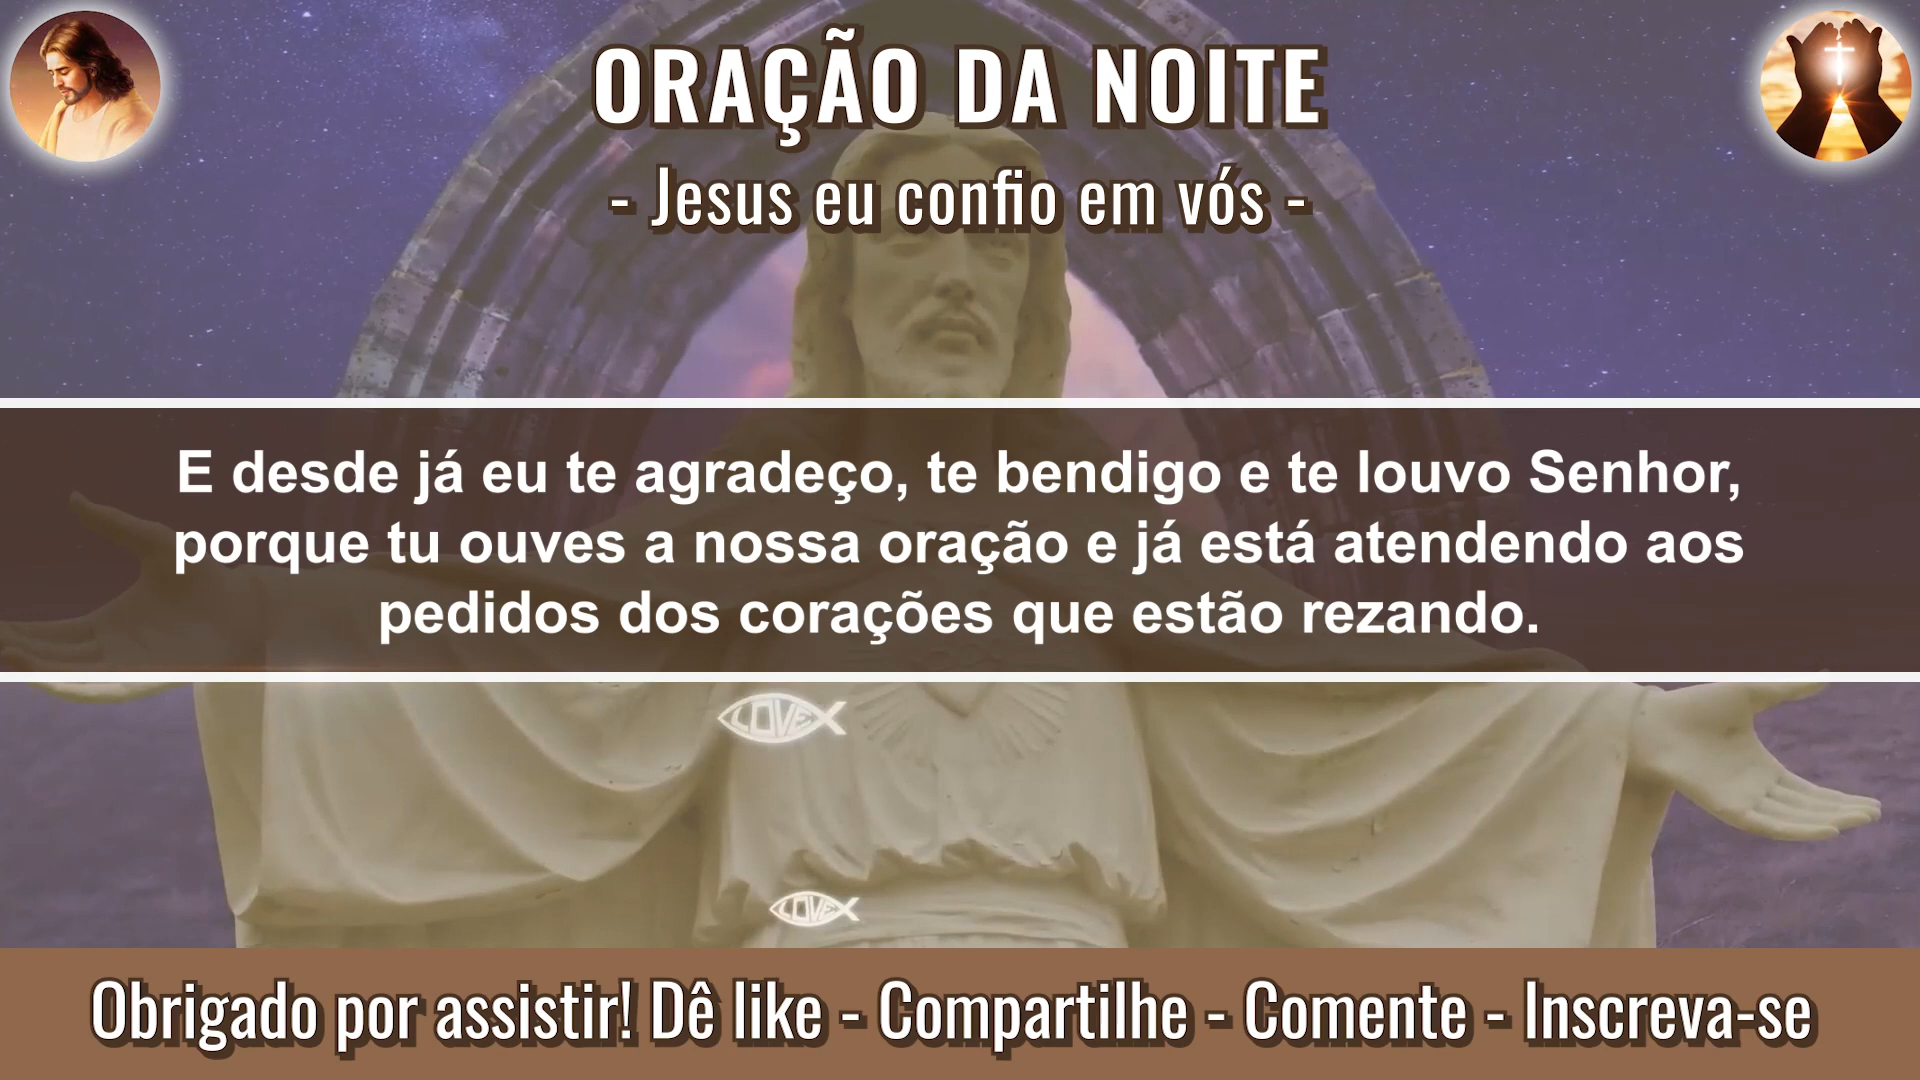 ORAÇÃO DA NOITE
- Jesus eu confio em vós -
E desde já eu te agradeço, te bendigo e te louvo Senhor,
porque tu ouves a nossa oração e já está atendendo aos
pedidos dos corações que estão rezando.
LOVE
LOVE
Obrigado por assistir! Dê like - Compartilhe - Comente - Inscreva-se